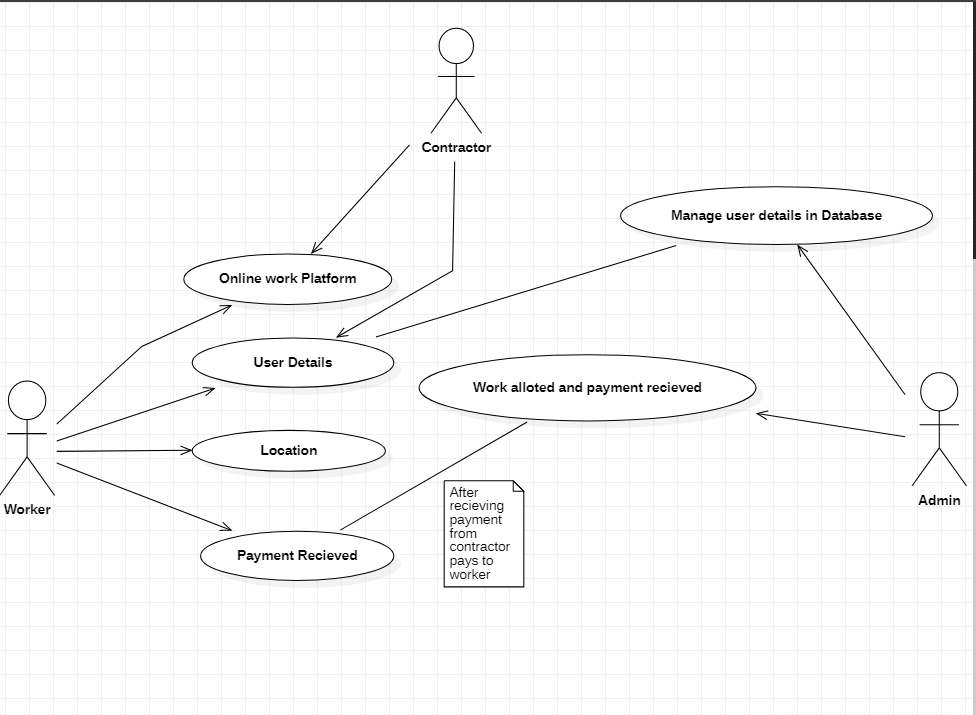 Contractor
Manage user details in Database
Online work Platform
User Details
Work alloted and payment recieved
Location
Worker
Admin
After
recieving
payment
from
contractor
pays to
worker
Payment Recieved